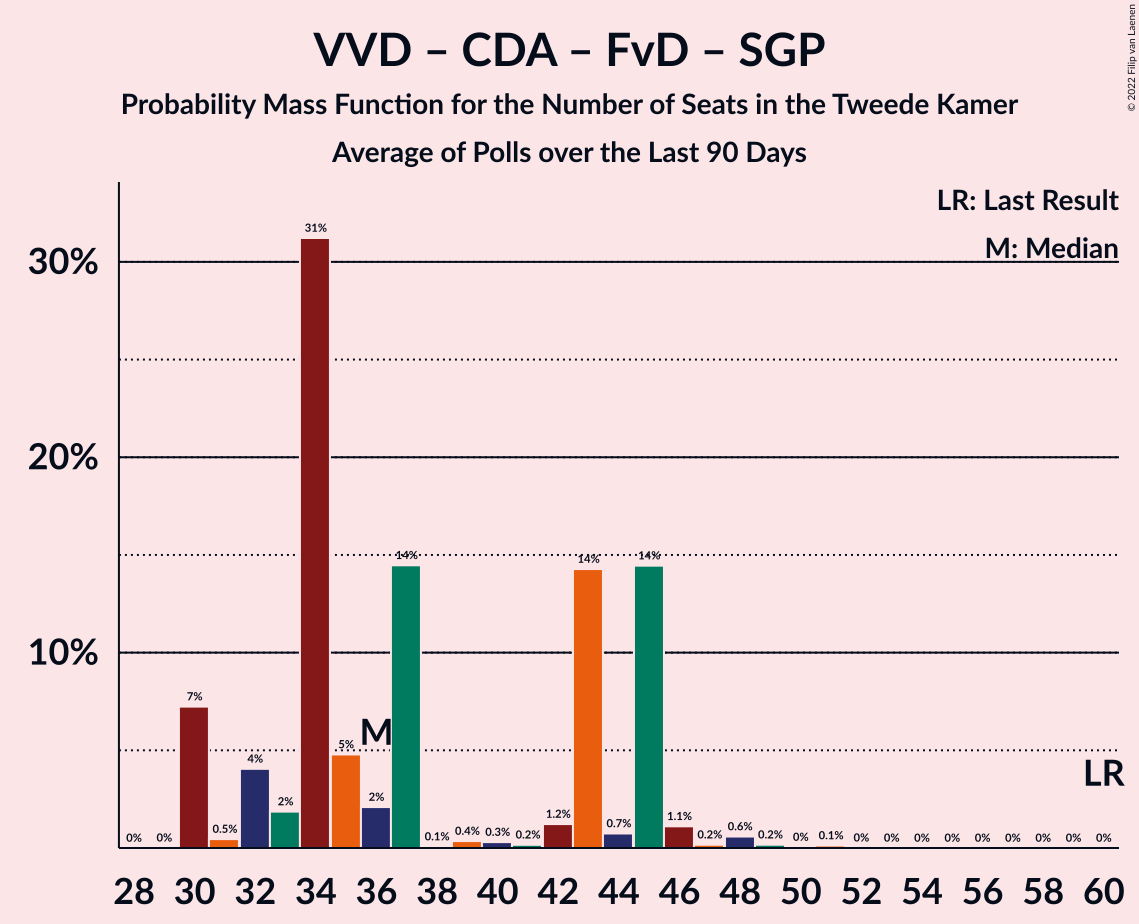 VVD – CDA – FvD – SGP
Probability Mass Function for the Number of Seats in the Tweede Kamer
Average of Polls over the Last 90 Days
© 2022 Filip van Laenen
LR: Last Result
M: Median
30%
20%
10%
0% 0% 7% 0.5% 4% 2% 31% 5% 2% 14% 0.1% 0.4% 0.3% 0.2% 1.2% 14% 0.7% 14% 1.1% 0.2% 0.6% 0.2% 0% 0.1% 0% 0% 0% 0% 0% 0% 0% 0% 0%
M
LR
28 30 32 34 36 38 40 42 44 46 48 50 52 54 56 58 60